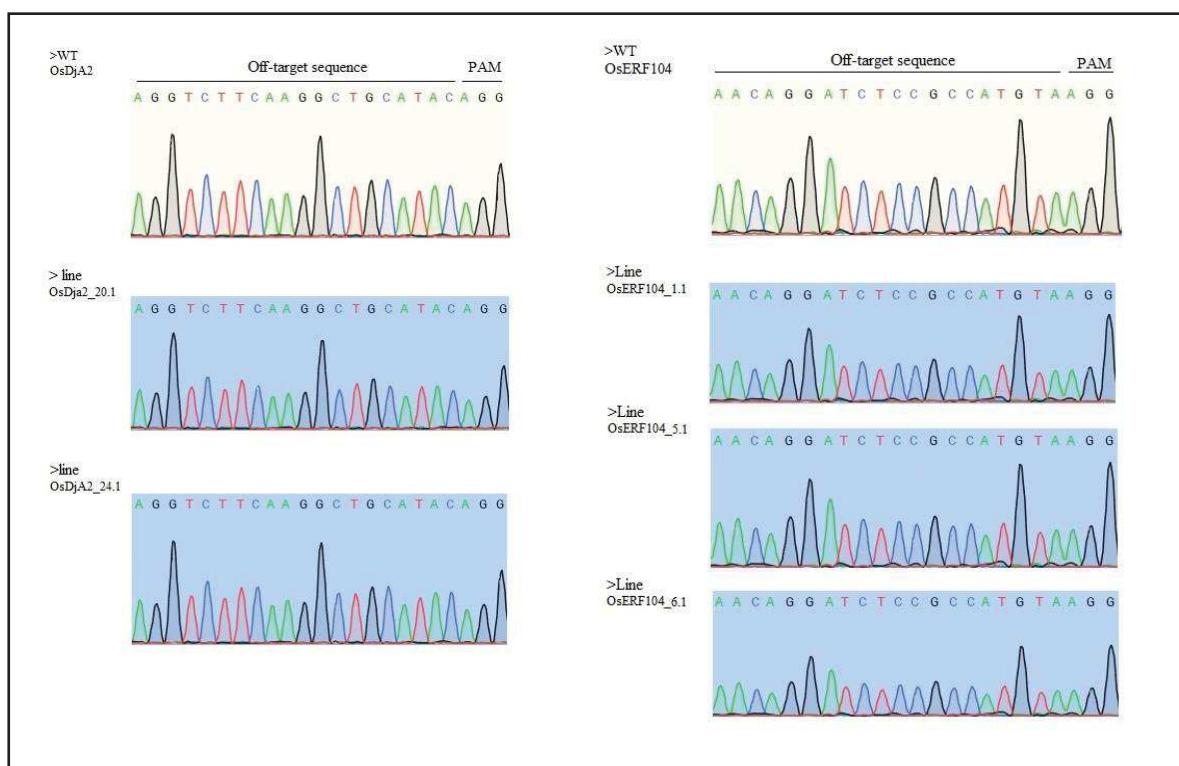 >WT
OsDjA2
Off-target sequence PAM
A G G T C T T C A A G G C T G C A T A C A G G
> line
OsDja2_20.1
A G G T C T T C A A G G C T G C A T A C A G G
>line
OsDjA2_24.1
A G G T C T T C A A G G C T G C A T A C A G G
>WT
OsERF104
Off-target sequence PAM
A A C A G G A T C T C C G C C A T G T A A G G
>Line
OsERF104_1.1
A A C A G G A T C T C C G C C A T G T A A G G
>Line
OsERF104_5.1
A A C A G G A T C T C C G C C A T G T A A G G
>Line
OsERF104_6.1
A A C A G G A T C T C C G C C A T G T A A G G